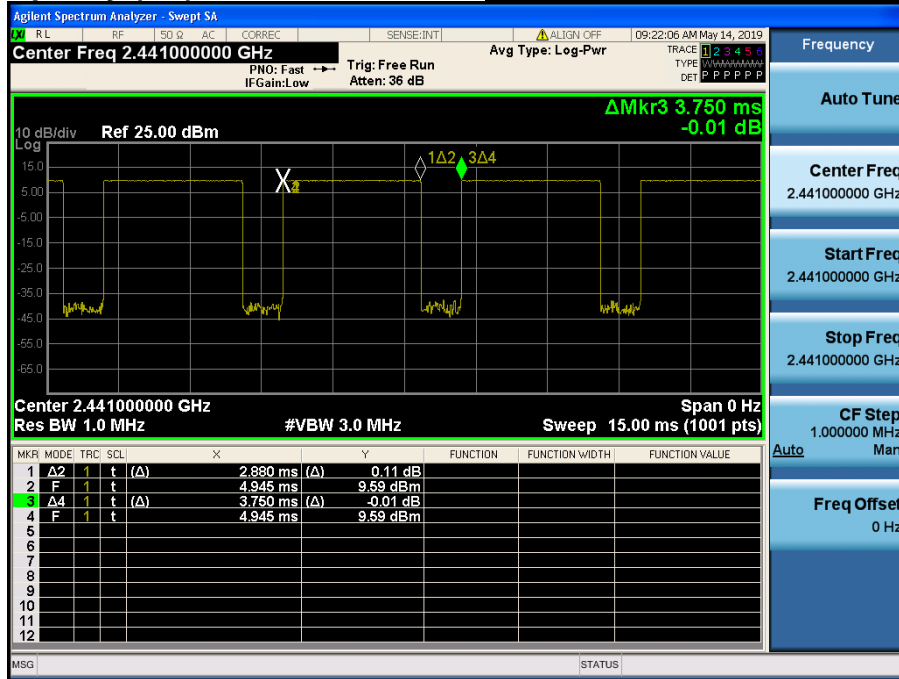 Agilent Spectrum Analyzer - Swept SA
LXI RL RF 50 Ω AC CORREC SENSE:INT ALIGN OFF 09:22:06 AM May 14, 2019
Center Freq 2.441000000 GHz Avg Type: Log-Pwr TRACE 1 2 3 4 5 6
PNO: Fast Trig: Free Run TYPE WWWWWW
IFGain:Low Atten: 36 dB DET P P P P P P
ΔMkr3 3.750 ms
10 dB/div Ref 25.00 dBm -0.01 dB
Log
15.0
5.00
-5.00
-15.0
-25.0
-35.0
-45.0
-55.0
-65.0
1Δ2 3Δ4
Center 2.441000000 GHz Span 0 Hz
Res BW 1.0 MHz #VBW 3.0 MHz Sweep 15.00 ms (1001 pts)
MKR MODE TRC SCL X Y FUNCTION FUNCTION WIDTH FUNCTION VALUE
1 Δ2 1 t (Δ) 2.880 ms (Δ) 0.11 dB
2 F 1 t 4.945 ms 9.59 dBm
3 Δ4 1 t (Δ) 3.750 ms (Δ) -0.01 dB
4 F 1 t 4.945 ms 9.59 dBm
5
6
7
8
9
10
11
12
MSG STATUS
Frequency
Auto Tune
Center Freq
2.441000000 GHz
Start Freq
2.441000000 GHz
Stop Freq
2.441000000 GHz
CF Step
1.000000 MHz
Auto Man
Freq Offset
0 Hz